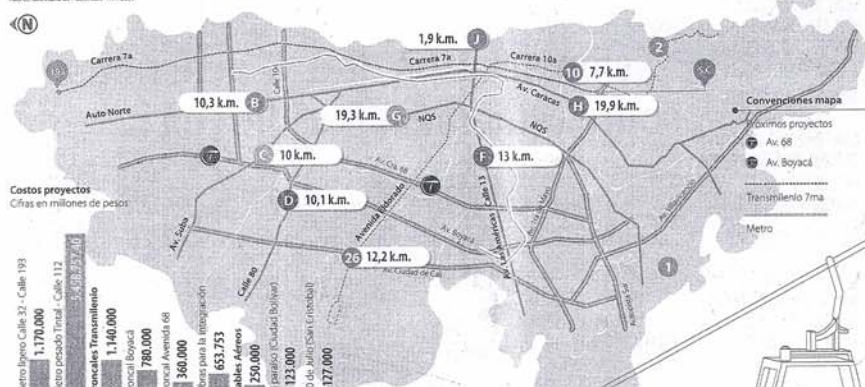 N
1,9 k.m.
J
2
Carrera 7a
Carrera 7a
Carrera 10a
10 7,7 k.m.
S.C
Calle 10
Av. Caracas
10,3 k.m. B
H
19,9 k.m.
Auto Norte
19,3 k.m. G
NQS
NQS
Convenciones mapa
Próximos proyectos
Av. 68
Av. Boyacá
T
C 10 k.m.
Av. Cra. 68
F 13 k.m.
T
Transmilenio 7ma
Metro
Costos proyectos
Cifras en millones de pesos
D 10,1 k.m.
Avenida Eldorado
Calle 13
Av. Suba
Av. Boyacá
Av. Las Américas
Av. Villavicencio
Calle 80
26 12,2 k.m.
Av. Ciudad de Cali
1
Metro ligero Calle 32 - Calle 193
1.170.000
Metro pesado Tintal - Calle 112
Troncales Transmilenio
1.140.000
Troncal Boyacá
780.000
Troncal Avenida 68
360.000
Obras para la integración
653.753
Cables Aéreos
250.000
paraíso (Ciudad Bolívar)
123.000
20 de Julio (San Cristobal)
127.000